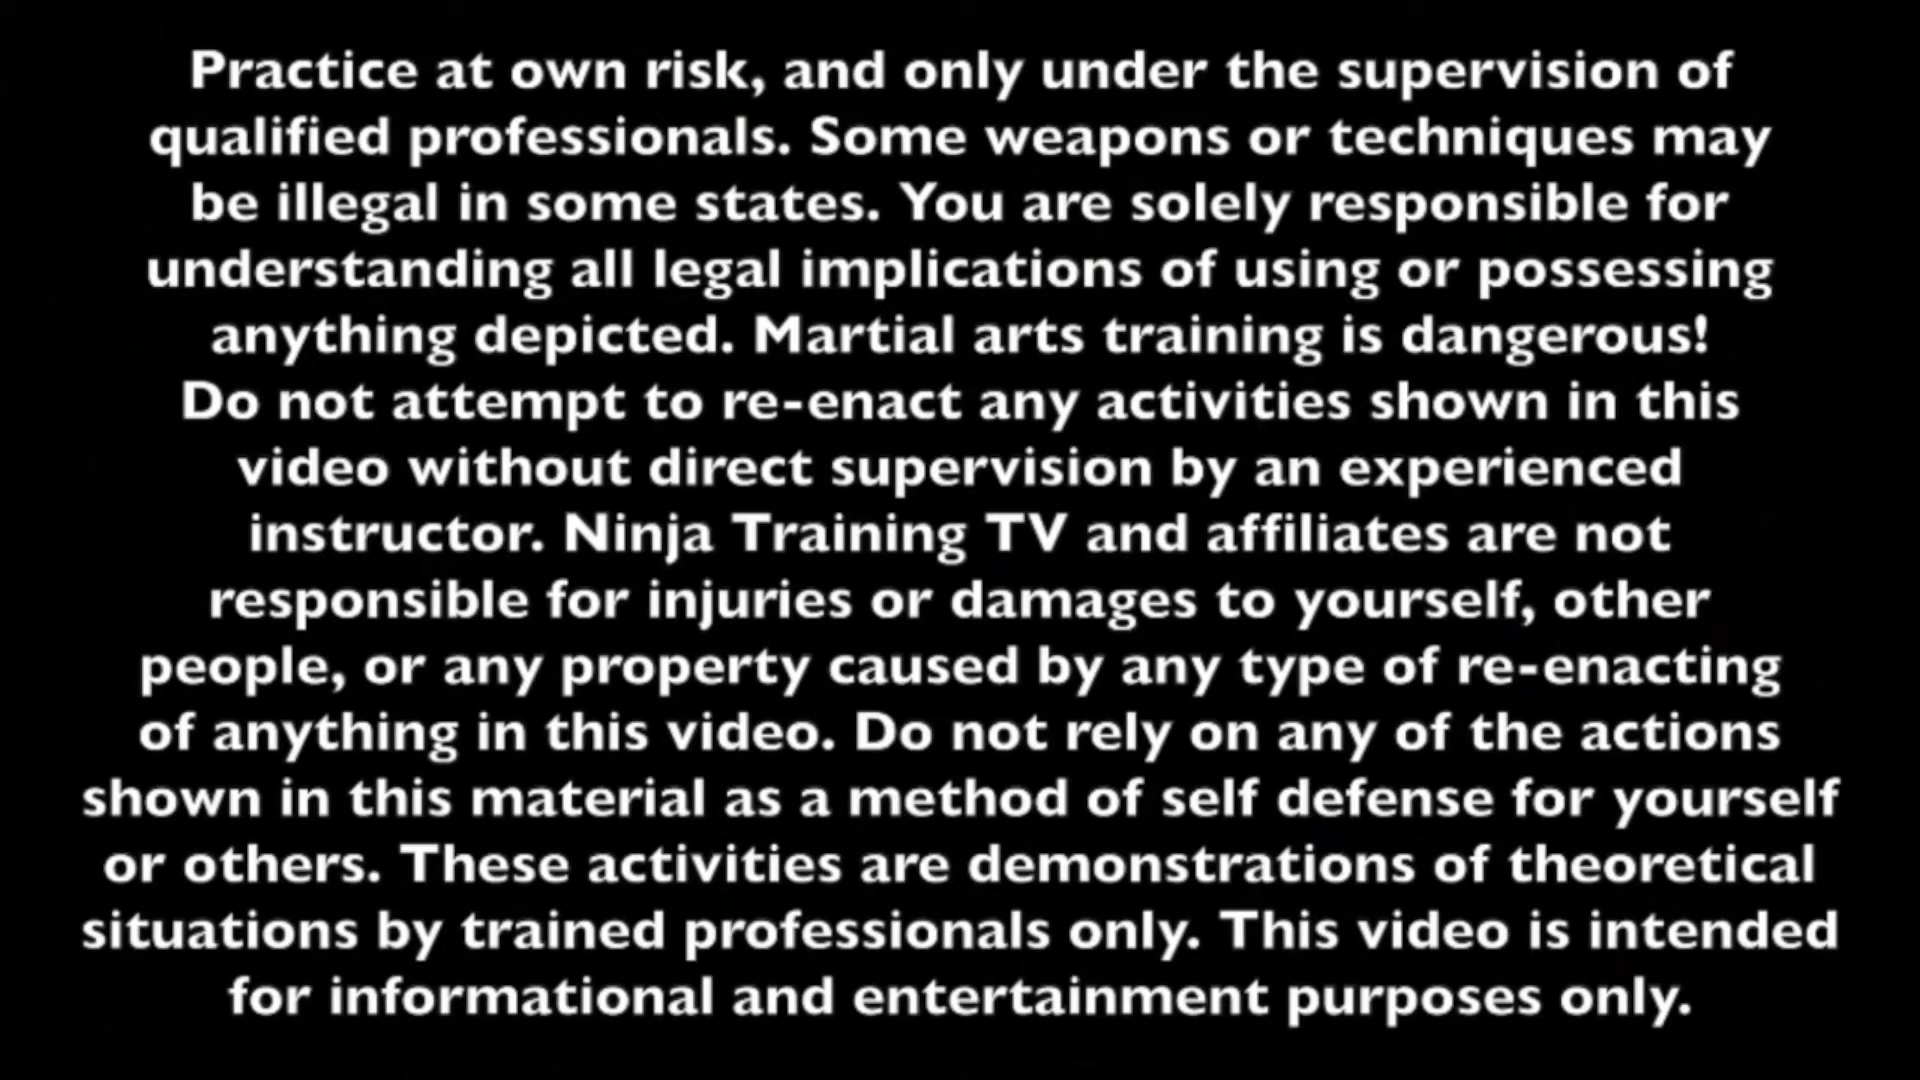 Practice at own risk, and only under the supervision of
qualified professionals. Some weapons or techniques may
be illegal in some states. You are solely responsible for
understanding all legal implications of using or possessing
anything depicted. Martial arts training is dangerous!
Do not attempt to re-enact any activities shown in this
video without direct supervision by an experienced
instructor. Ninja Training TV and affiliates are not
responsible for injuries or damages to yourself, other
people, or any property caused by any type of re-enacting
of anything in this video. Do not rely on any of the actions
shown in this material as a method of self defense for yourself
or others. These activities are demonstrations of theoretical
situations by trained professionals only. This video is intended
for informational and entertainment purposes only.